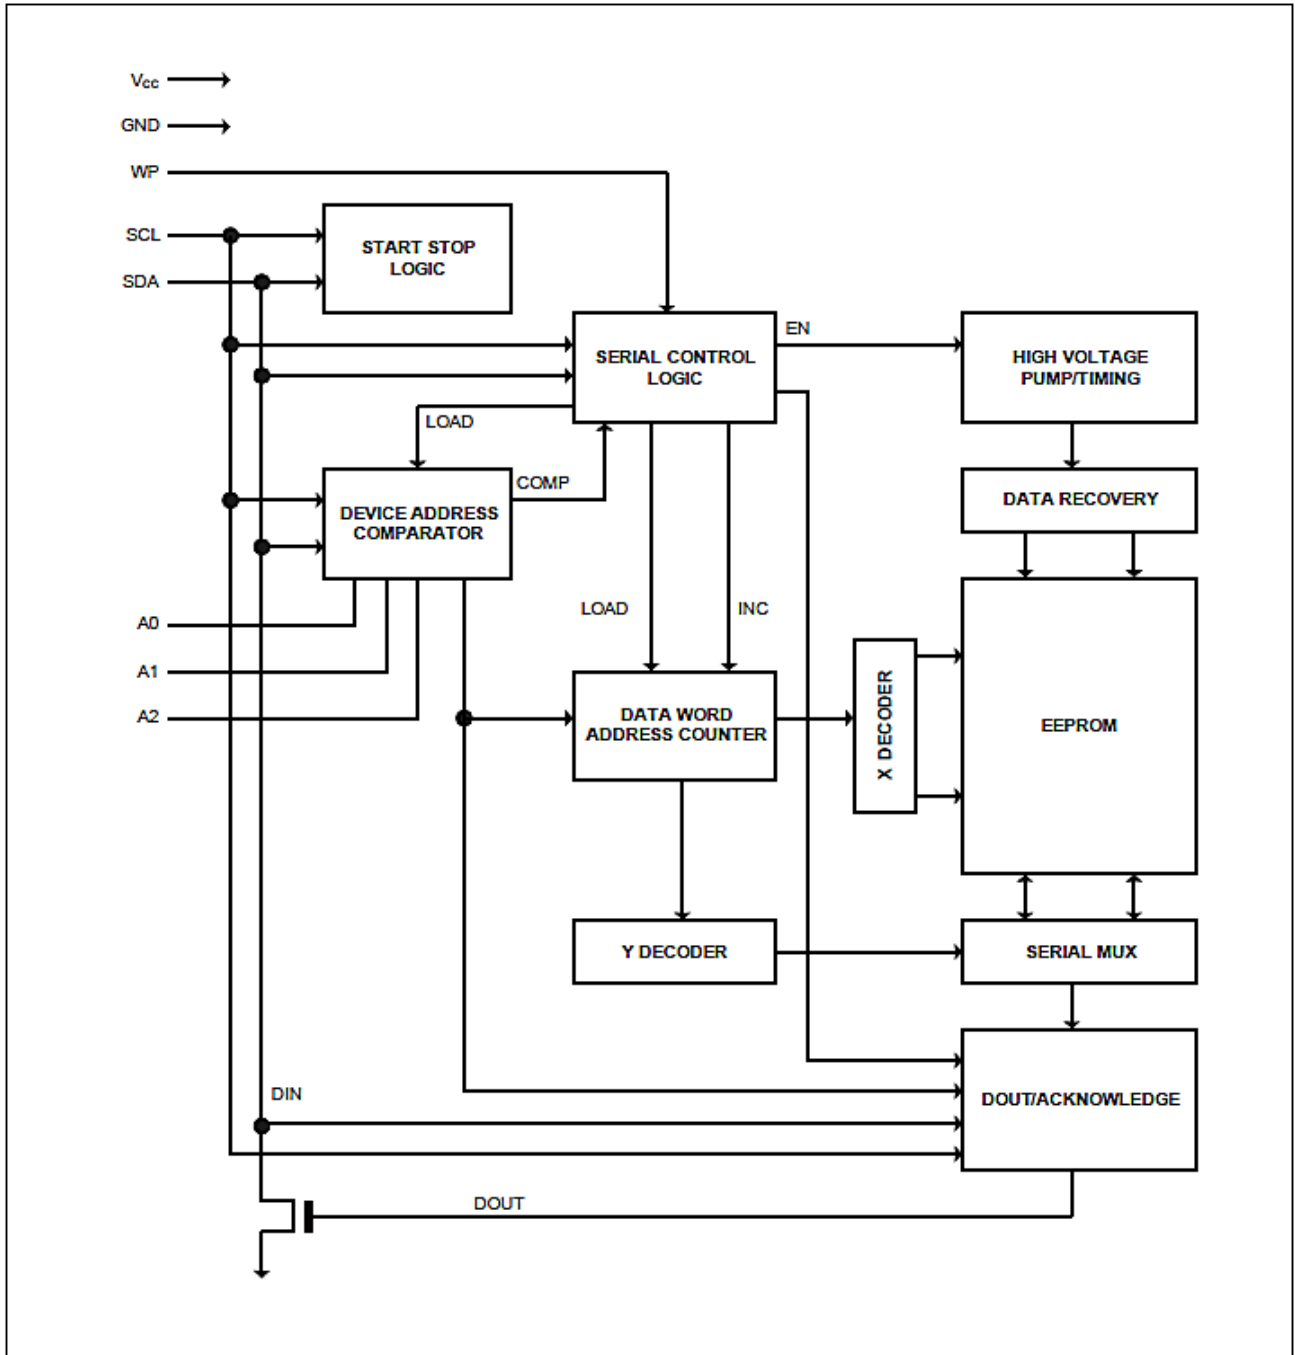 Vcc
GND
WP
SCL
SDA
START STOP
LOGIC
SERIAL CONTROL
LOGIC
EN
HIGH VOLTAGE
PUMP/TIMING
LOAD
COMP
DEVICE ADDRESS
COMPARATOR
DATA RECOVERY
A0
A1
A2
LOAD
INC
DATA WORD
ADDRESS COUNTER
X DECODER
EEPROM
Y DECODER
SERIAL MUX
DIN
DOUT/ACKNOWLEDGE
DOUT